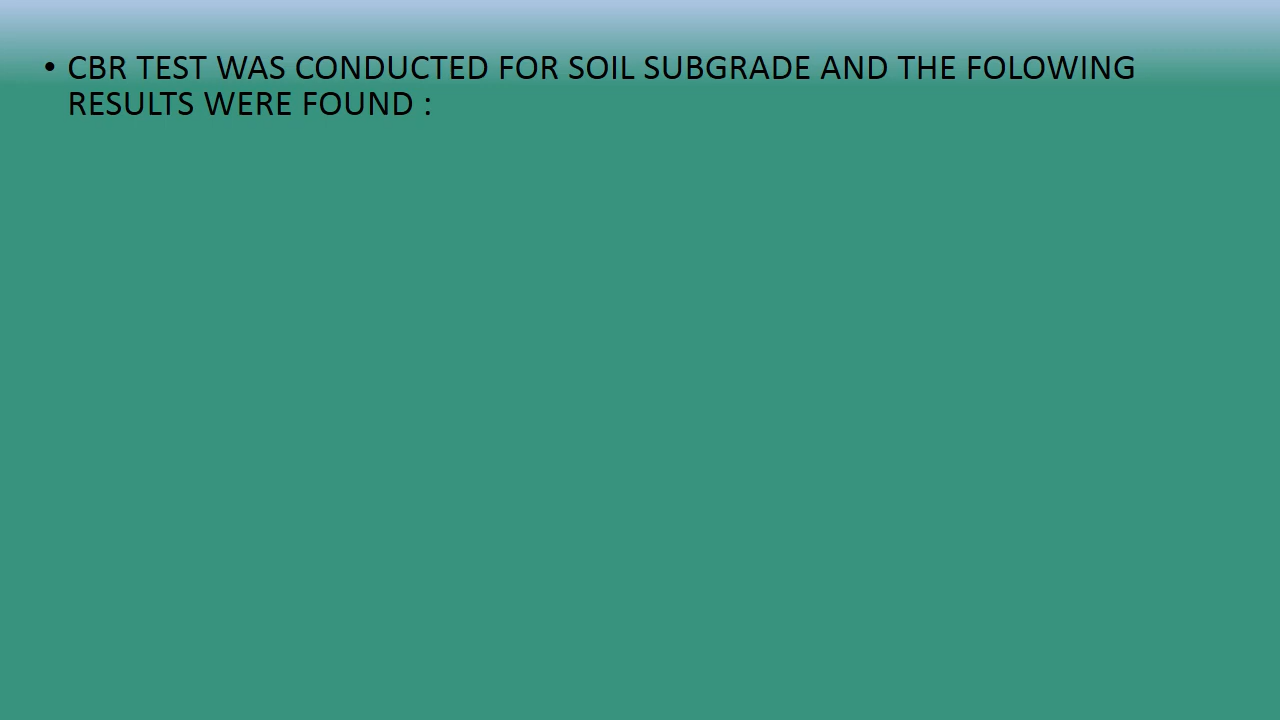 • CBR TEST WAS CONDUCTED FOR SOIL SUBGRADE AND THE FOLOWING
RESULTS WERE FOUND :